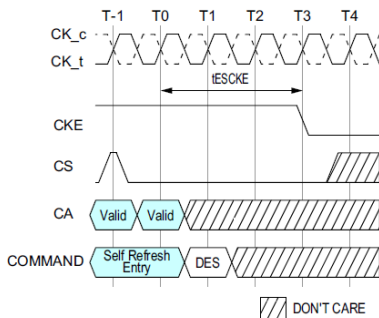 T-1 T0 T1 T2 T3 T4
CK_c
CK_t
tESCKE
CKE
CS
CA Valid Valid
COMMAND Self Refresh Entry DES
DON'T CARE